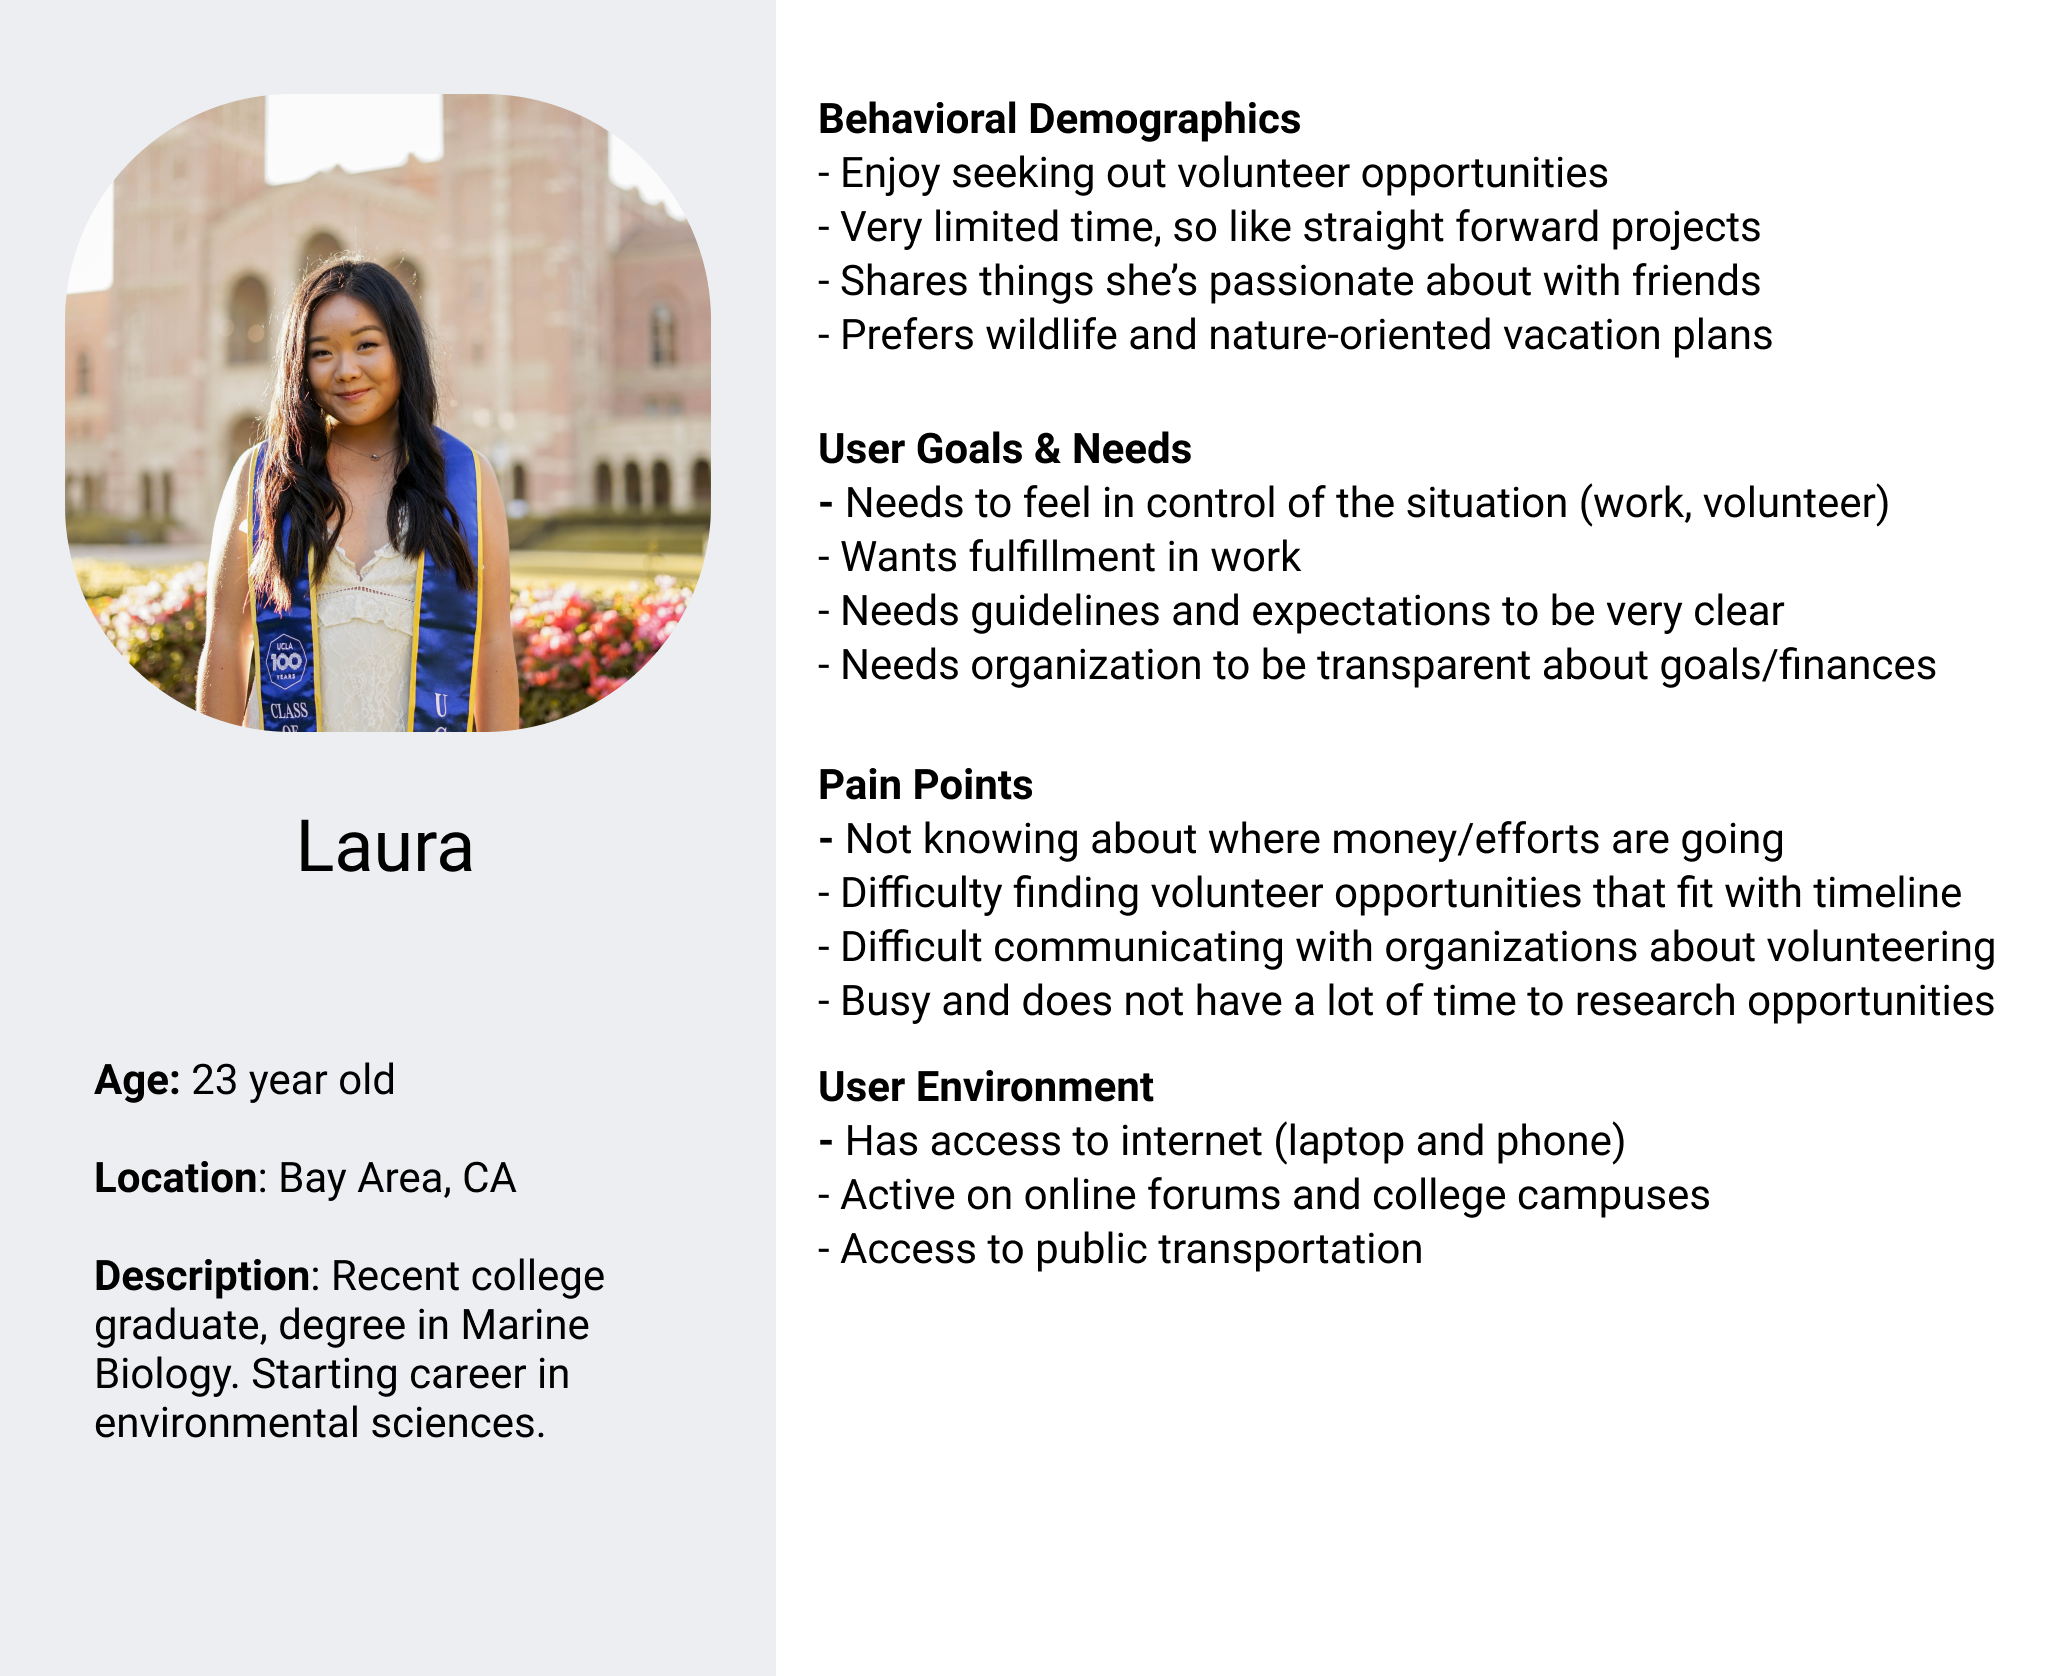 UCLA
100
YEARS
CLASS
OF
U
C
Laura
Age: 23 year old
Location: Bay Area, CA
Description: Recent college
graduate, degree in Marine
Biology. Starting career in
environmental sciences.
Behavioral Demographics
- Enjoy seeking out volunteer opportunities
- Very limited time, so like straight forward projects
- Shares things she’s passionate about with friends
- Prefers wildlife and nature-oriented vacation plans
User Goals & Needs
- Needs to feel in control of the situation (work, volunteer)
- Wants fulfillment in work
- Needs guidelines and expectations to be very clear
- Needs organization to be transparent about goals/finances
Pain Points
- Not knowing about where money/efforts are going
- Difficulty finding volunteer opportunities that fit with timeline
- Difficult communicating with organizations about volunteering
- Busy and does not have a lot of time to research opportunities
User Environment
- Has access to internet (laptop and phone)
- Active on online forums and college campuses
- Access to public transportation